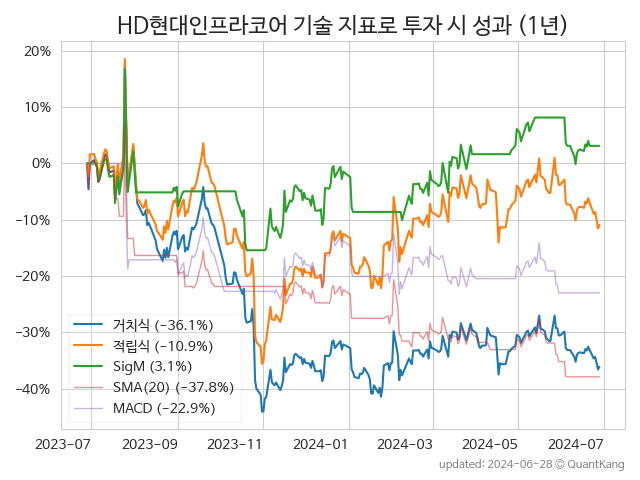 HD현대인프라코어 기술 지표로 투자 시 성과 (1년)
20%
10%
0%
−10%
−20%
−30%
−40%
거치식 (−36.1%)
적립식 (−10.9%)
SigM (3.1%)
SMA(20) (−37.8%)
MACD (−22.9%)
2023-07
2023-09
2023-11
2024-01
2024-03
2024-05
2024-07
updated: 2024-06-28 © QuantKang